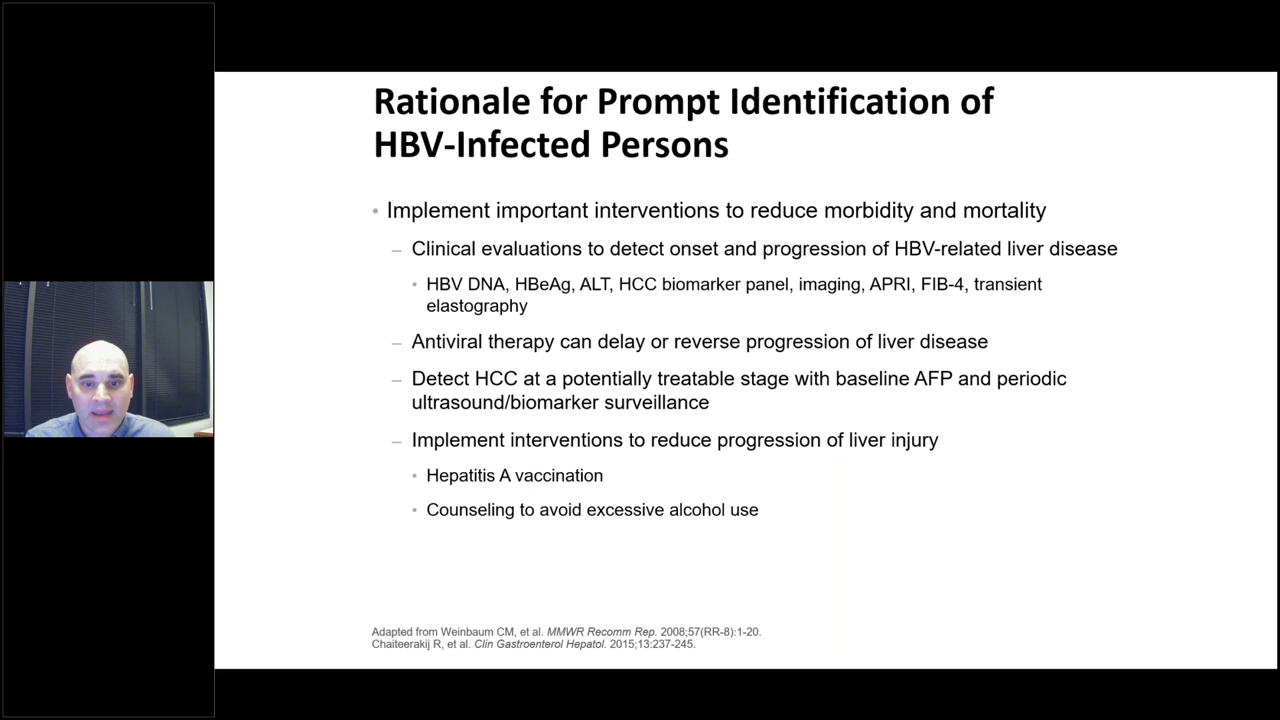 Rationale for Prompt Identification of
HBV-Infected Persons
• Implement important interventions to reduce morbidity and mortality
– Clinical evaluations to detect onset and progression of HBV-related liver disease
• HBV DNA, HBeAg, ALT, HCC biomarker panel, imaging, APRI, FIB-4, transient
elastography
– Antiviral therapy can delay or reverse progression of liver disease
– Detect HCC at a potentially treatable stage with baseline AFP and periodic
ultrasound/biomarker surveillance
– Implement interventions to reduce progression of liver injury
• Hepatitis A vaccination
• Counseling to avoid excessive alcohol use
Adapted from Weinbaum CM, et al. MMWR Recomm Rep. 2008;57(RR-8):1-20.
Chaiteerakij R, et al. Clin Gastroenterol Hepatol. 2015;13:237-245.